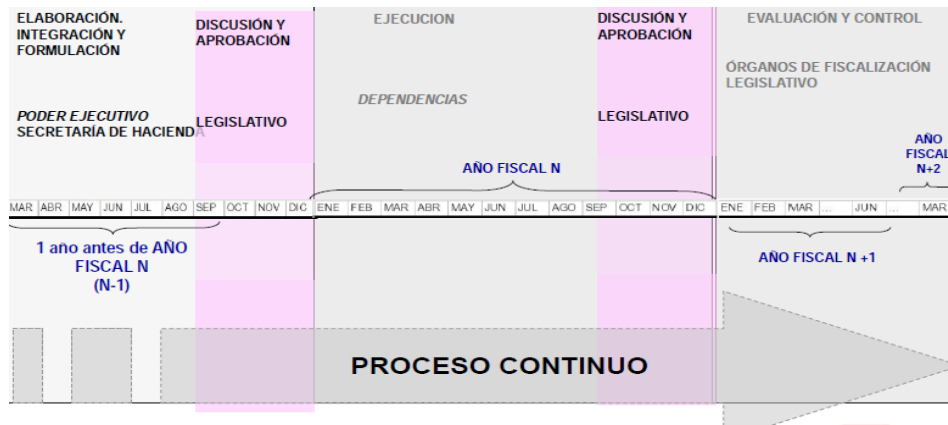 ELABORACIÓN.
INTEGRACIÓN Y
FORMULACIÓN
PODER EJECUTIVO
SECRETARÍA DE HACIENDA
DISCUSIÓN Y
APROBACIÓN
LEGISLATIVO
EJECUCION
DEPENDENCIAS
DISCUSIÓN Y
APROBACIÓN
LEGISLATIVO
EVALUACIÓN Y CONTROL
ÓRGANOS DE FISCALIZACIÓN
LEGISLATIVO
AÑO
FISCAL
N+2
AÑO FISCAL N
MAR ABR MAY JUN JUL AGO SEP OCT NOV DIC ENE FEB MAR ABR MAY JUN JUL AGO SEP OCT NOV DIC ENE FEB MAR ... JUN ... MAR
1 año antes de AÑO
FISCAL N
(N-1)
AÑO FISCAL N +1
PROCESO CONTINUO